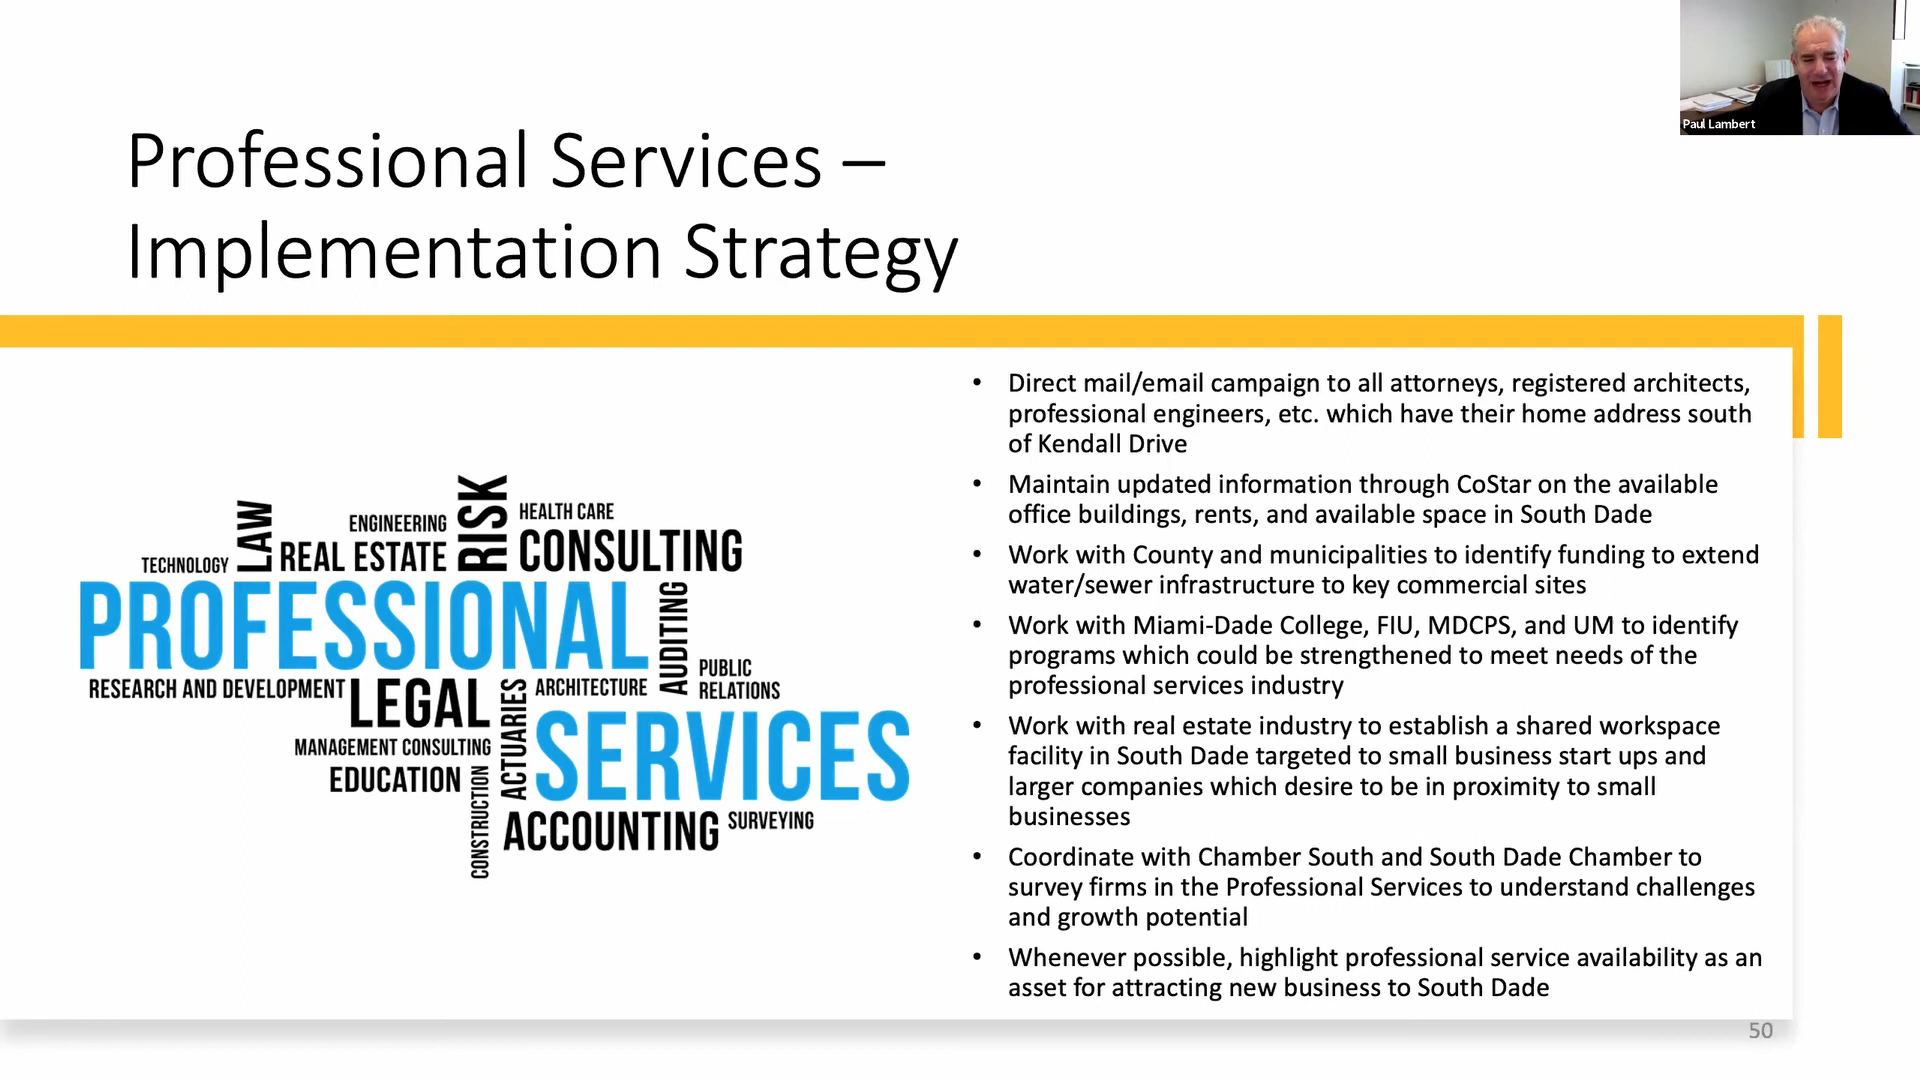 Paul Lambert
Professional Services –
Implementation Strategy
LAW
RISK
ENGINEERING
HEALTH CARE
TECHNOLOGY
REAL ESTATE
CONSULTING
PROFESSIONAL
AUDITING
PUBLIC
RELATIONS
RESEARCH AND DEVELOPMENT
LEGAL
ACTUARIES
ARCHITECTURE
SERVICES
MANAGEMENT CONSULTING
EDUCATION
CONSTRUCTION
ACCOUNTING
SURVEYING
• Direct mail/email campaign to all attorneys, registered architects,
professional engineers, etc. which have their home address south
of Kendall Drive
• Maintain updated information through CoStar on the available
office buildings, rents, and available space in South Dade
• Work with County and municipalities to identify funding to extend
water/sewer infrastructure to key commercial sites
• Work with Miami-Dade College, FIU, MDCPS, and UM to identify
programs which could be strengthened to meet needs of the
professional services industry
• Work with real estate industry to establish a shared workspace
facility in South Dade targeted to small business start ups and
larger companies which desire to be in proximity to small
businesses
• Coordinate with Chamber South and South Dade Chamber to
survey firms in the Professional Services to understand challenges
and growth potential
• Whenever possible, highlight professional service availability as an
asset for attracting new business to South Dade
50